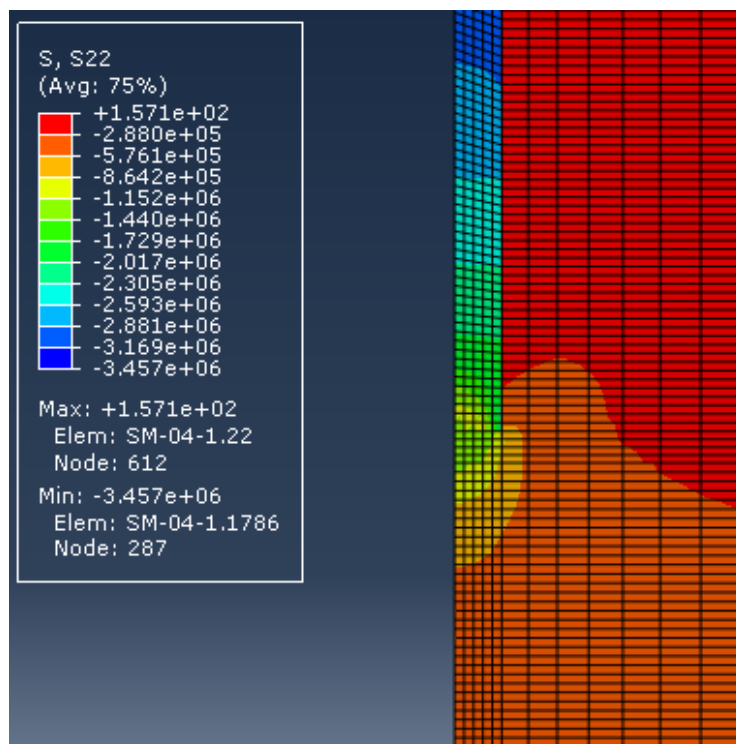 S, S22
(Avg: 75%)
+1.571e+02
-2.880e+05
-5.761e+05
-8.642e+05
-1.152e+06
-1.440e+06
-1.729e+06
-2.017e+06
-2.305e+06
-2.593e+06
-2.881e+06
-3.169e+06
-3.457e+06
Max: +1.571e+02
Elem: SM-04-1.22
Node: 612
Min: -3.457e+06
Elem: SM-04-1.1786
Node: 287